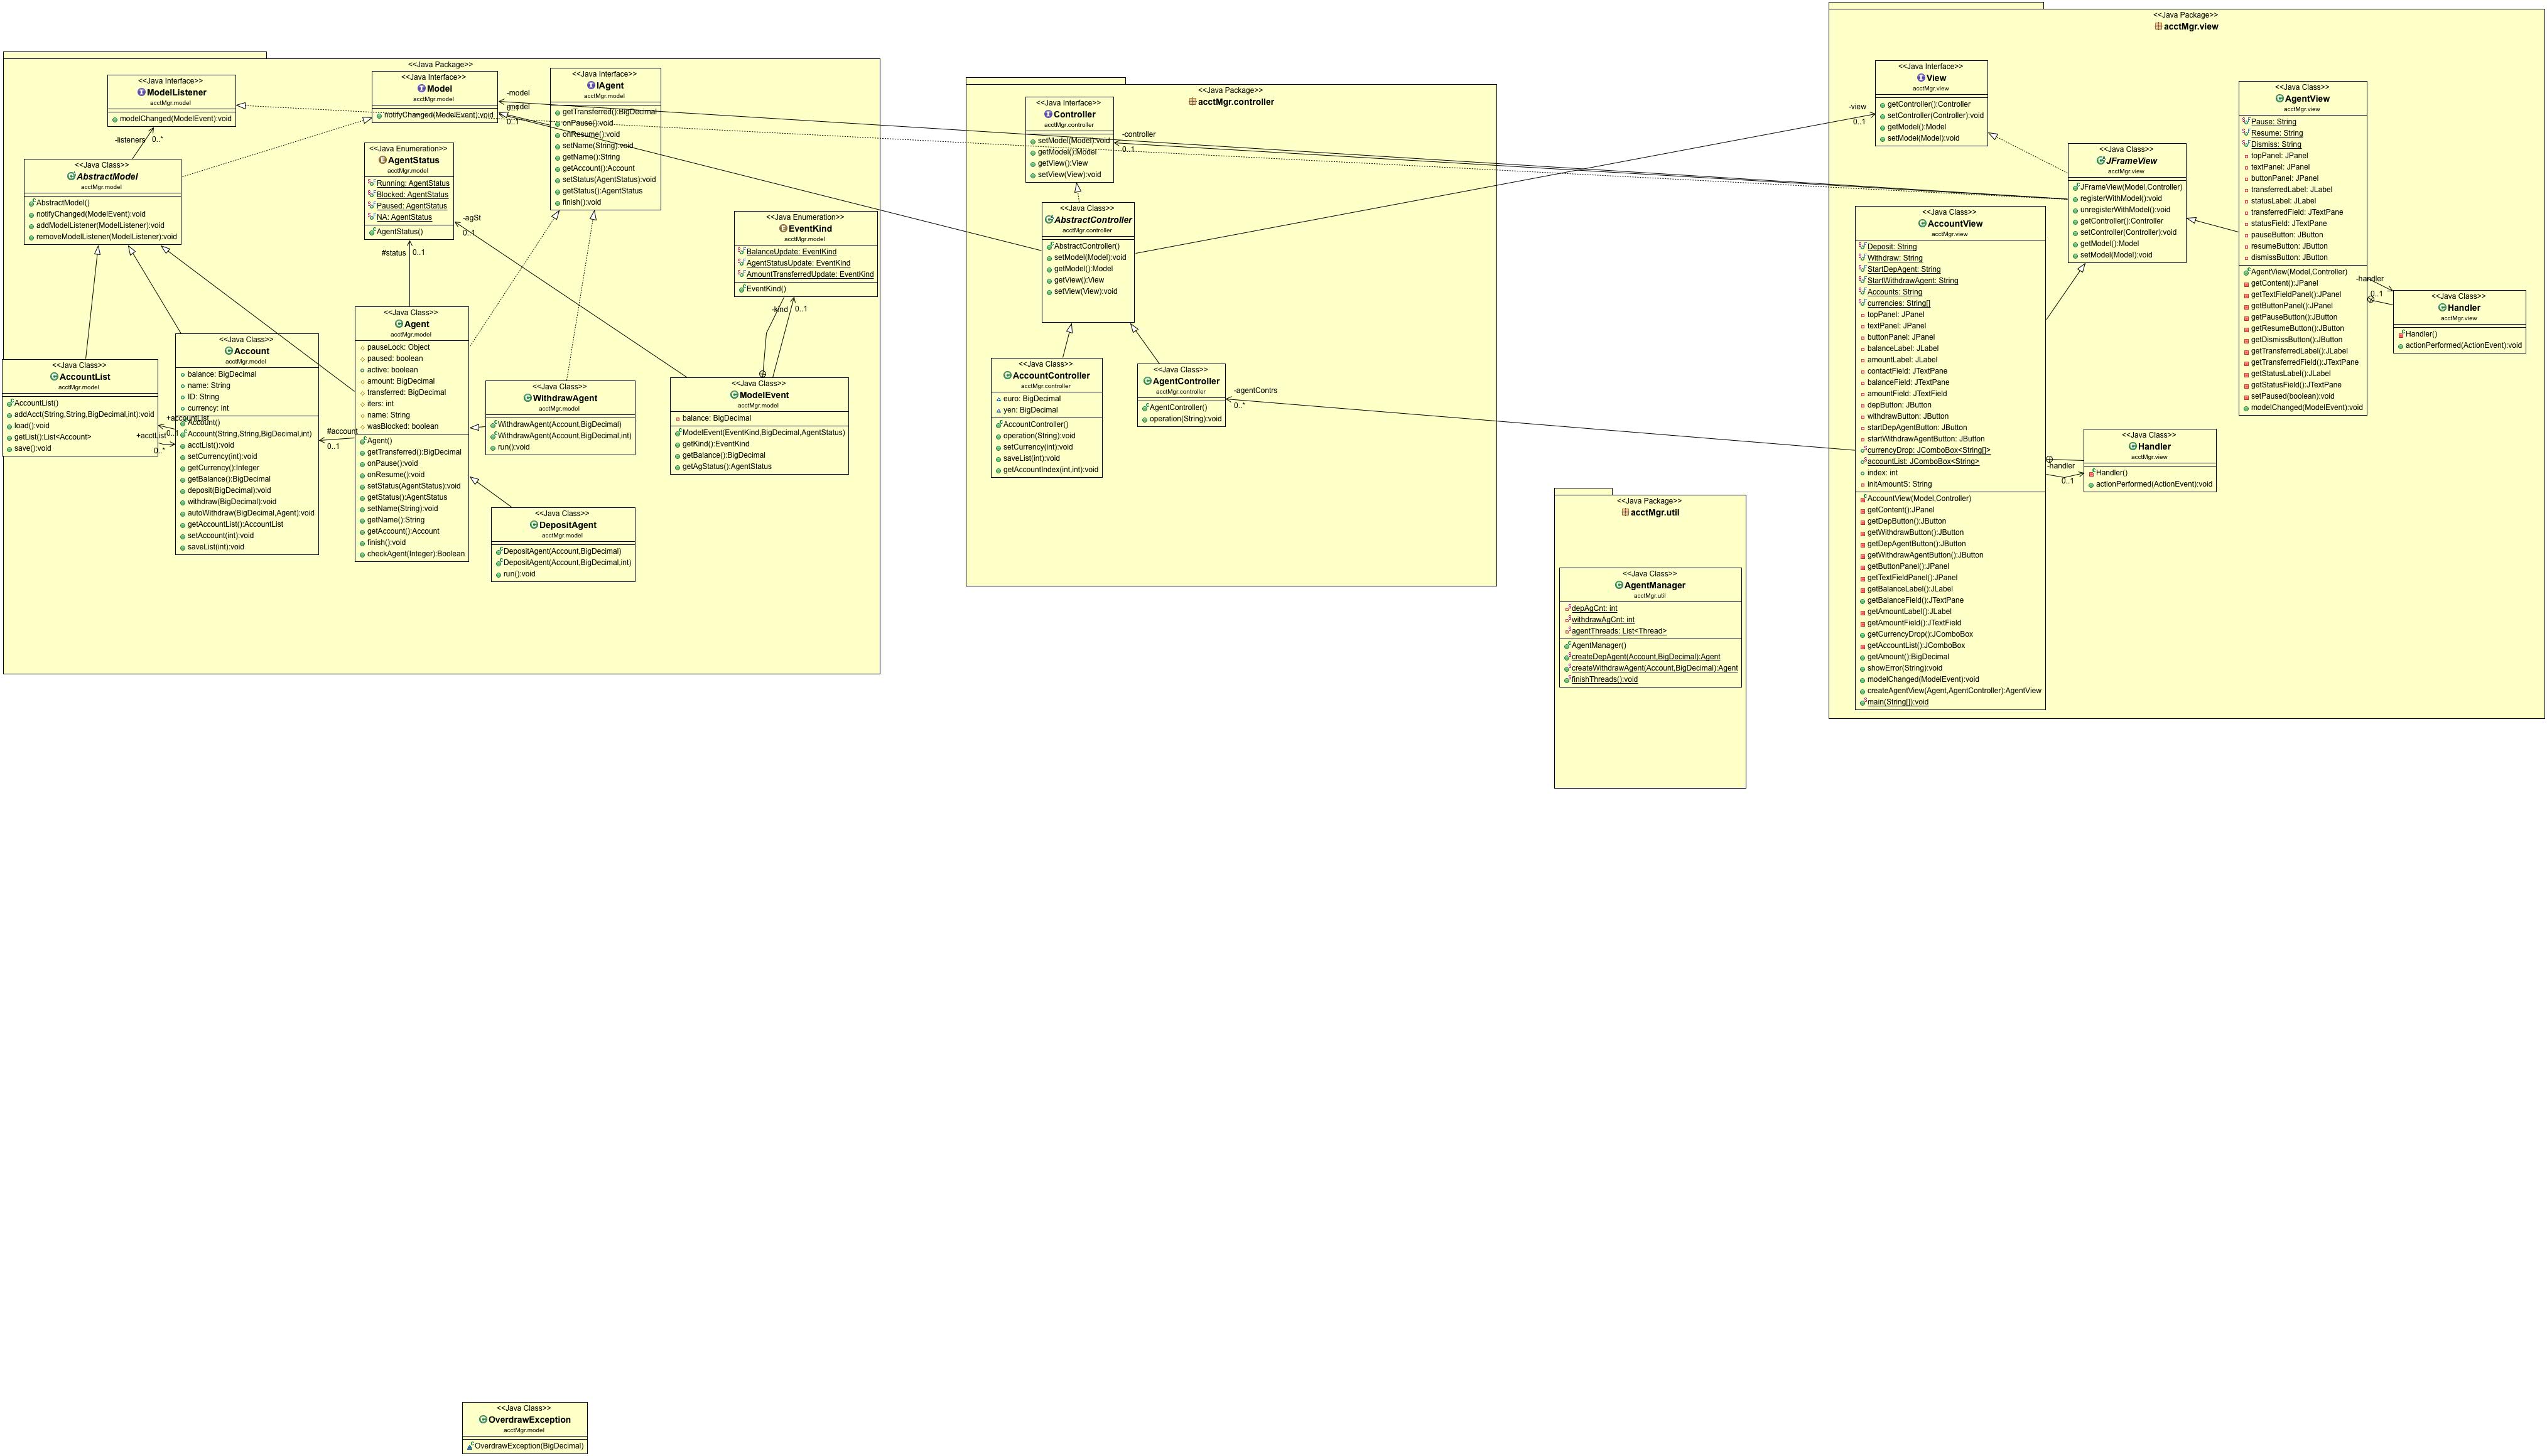 <<Java Package>>
<<Java Interface>>
ModelListener
acctMgr.model
modelChanged(ModelEvent):void
-listeners
0..*
<<Java Class>>
AbstractModel
acctMgr.model
AbstractModel()
notifyChanged(ModelEvent):void
addModelListener(ModelListener):void
removeModelListener(ModelListener):void
<<Java Interface>>
Model
acctMgr.model
notifyChanged(ModelEvent):void
-model
0..1
-model
0..1
<<Java Interface>>
IAgent
acctMgr.model
getTransferred():BigDecimal
onPause():void
onResume():void
setName(String):void
getName():String
getAccount():Account
setStatus(AgentStatus):void
getStatus():AgentStatus
finish():void
<<Java Enumeration>>
AgentStatus
acctMgr.model
Running: AgentStatus
Blocked: AgentStatus
Paused: AgentStatus
NA: AgentStatus
AgentStatus()
-agSt
0..1
#status
0..1
<<Java Enumeration>>
EventKind
acctMgr.model
BalanceUpdate: EventKind
AgentStatusUpdate: EventKind
AmountTransferredUpdate: EventKind
EventKind()
-kind
0..1
<<Java Class>>
AccountList
acctMgr.model
AccountList()
addAcct(String,String,BigDecimal,int):void
load():void
getList():List<Account>
save():void
+accountList
0..1
+acctList
0..*
<<Java Class>>
Account
acctMgr.model
balance: BigDecimal
name: String
ID: String
currency: int
Account()
Account(String,String,BigDecimal,int)
acctList():void
setCurrency(int):void
getCurrency():Integer
getBalance():BigDecimal
deposit(BigDecimal):void
withdraw(BigDecimal):void
autoWithdraw(BigDecimal,Agent):void
getAccountList():AccountList
setAccount(int):void
saveList(int):void
#account
0..1
<<Java Class>>
Agent
acctMgr.model
pauseLock: Object
paused: boolean
active: boolean
amount: BigDecimal
transferred: BigDecimal
iters: int
name: String
wasBlocked: boolean
Agent()
getTransferred():BigDecimal
onPause():void
onResume():void
setStatus(AgentStatus):void
getStatus():AgentStatus
setName(String):void
getName():String
getAccount():Account
finish():void
checkAgent(Integer):Boolean
<<Java Class>>
WithdrawAgent
acctMgr.model
WithdrawAgent(Account,BigDecimal)
WithdrawAgent(Account,BigDecimal,int)
run():void
<<Java Class>>
DepositAgent
acctMgr.model
DepositAgent(Account,BigDecimal)
DepositAgent(Account,BigDecimal,int)
run():void
<<Java Class>>
ModelEvent
acctMgr.model
balance: BigDecimal
ModelEvent(EventKind,BigDecimal,AgentStatus)
getKind():EventKind
getBalance():BigDecimal
getAgStatus():AgentStatus
<<Java Package>>
acctMgr.controller
<<Java Interface>>
Controller
acctMgr.controller
setModel(Model):void
getModel():Model
getView():View
setView(View):void
-controller
0..1
<<Java Class>>
AbstractController
acctMgr.controller
AbstractController()
setModel(Model):void
getModel():Model
getView():View
setView(View):void
<<Java Class>>
AccountController
acctMgr.controller
euro: BigDecimal
yen: BigDecimal
AccountController()
operation(String):void
setCurrency(int):void
saveList(int):void
getAccountIndex(int,int):void
<<Java Class>>
AgentController
acctMgr.controller
AgentController()
operation(String):void
-agentContrs
0..*
<<Java Package>>
acctMgr.util
<<Java Class>>
AgentManager
acctMgr.util
depAgCnt: int
withdrawAgCnt: int
agentThreads: List<Thread>
AgentManager()
createDepAgent(Account,BigDecimal):Agent
createWithdrawAgent(Account,BigDecimal):Agent
finishThreads():void
<<Java Package>>
acctMgr.view
<<Java Interface>>
View
acctMgr.view
getController():Controller
setController(Controller):void
getModel():Model
setModel(Model):void
-view
0..1
<<Java Class>>
JFrameView
acctMgr.view
JFrameView(Model,Controller)
registerWithModel():void
unregisterWithModel():void
getController():Controller
setController(Controller):void
getModel():Model
setModel(Model):void
<<Java Class>>
AgentView
acctMgr.view
Pause: String
Resume: String
Dismiss: String
topPanel: JPanel
textPanel: JPanel
buttonPanel: JPanel
transferredLabel: JLabel
statusLabel: JLabel
transferredField: JTextPane
statusField: JTextPane
pauseButton: JButton
resumeButton: JButton
dismissButton: JButton
AgentView(Model,Controller)
getContent():JPanel
getTextFieldPanel():JPanel
getButtonPanel():JPanel
getPauseButton():JButton
getResumeButton():JButton
getDismissButton():JButton
getTransferredLabel():JLabel
getTransferredField():JTextPane
getStatusLabel():JLabel
getStatusField():JTextPane
setPaused(boolean):void
modelChanged(ModelEvent):void
-handler
0..1
<<Java Class>>
Handler
acctMgr.view
Handler()
actionPerformed(ActionEvent):void
<<Java Class>>
AccountView
acctMgr.view
Deposit: String
Withdraw: String
StartDepAgent: String
StartWithdrawAgent: String
Accounts: String
currencies: String[]
topPanel: JPanel
textPanel: JPanel
buttonPanel: JPanel
balanceLabel: JLabel
amountLabel: JLabel
contactField: JTextPane
balanceField: JTextPane
amountField: JTextField
depButton: JButton
withdrawButton: JButton
startDepAgentButton: JButton
startWithdrawAgentButton: JButton
currencyDrop: JComboBox<String[]>
accountList: JComboBox<String>
index: int
initAmountS: String
AccountView(Model,Controller)
getContent():JPanel
getDepButton():JButton
getWithdrawButton():JButton
getDepAgentButton():JButton
getWithdrawAgentButton():JButton
getButtonPanel():JPanel
getTextFieldPanel():JPanel
getBalanceLabel():JLabel
getBalanceField():JTextPane
getAmountLabel():JLabel
getAmountField():JTextField
getCurrencyDrop():JComboBox
getAccountList():JComboBox
getAmount():BigDecimal
showError(String):void
modelChanged(ModelEvent):void
createAgentView(Agent,AgentController):AgentView
main(String[]):void
-handler
0..1
<<Java Class>>
Handler
acctMgr.view
Handler()
actionPerformed(ActionEvent):void
<<Java Class>>
OverdrawException
acctMgr.model
OverdrawException(BigDecimal)